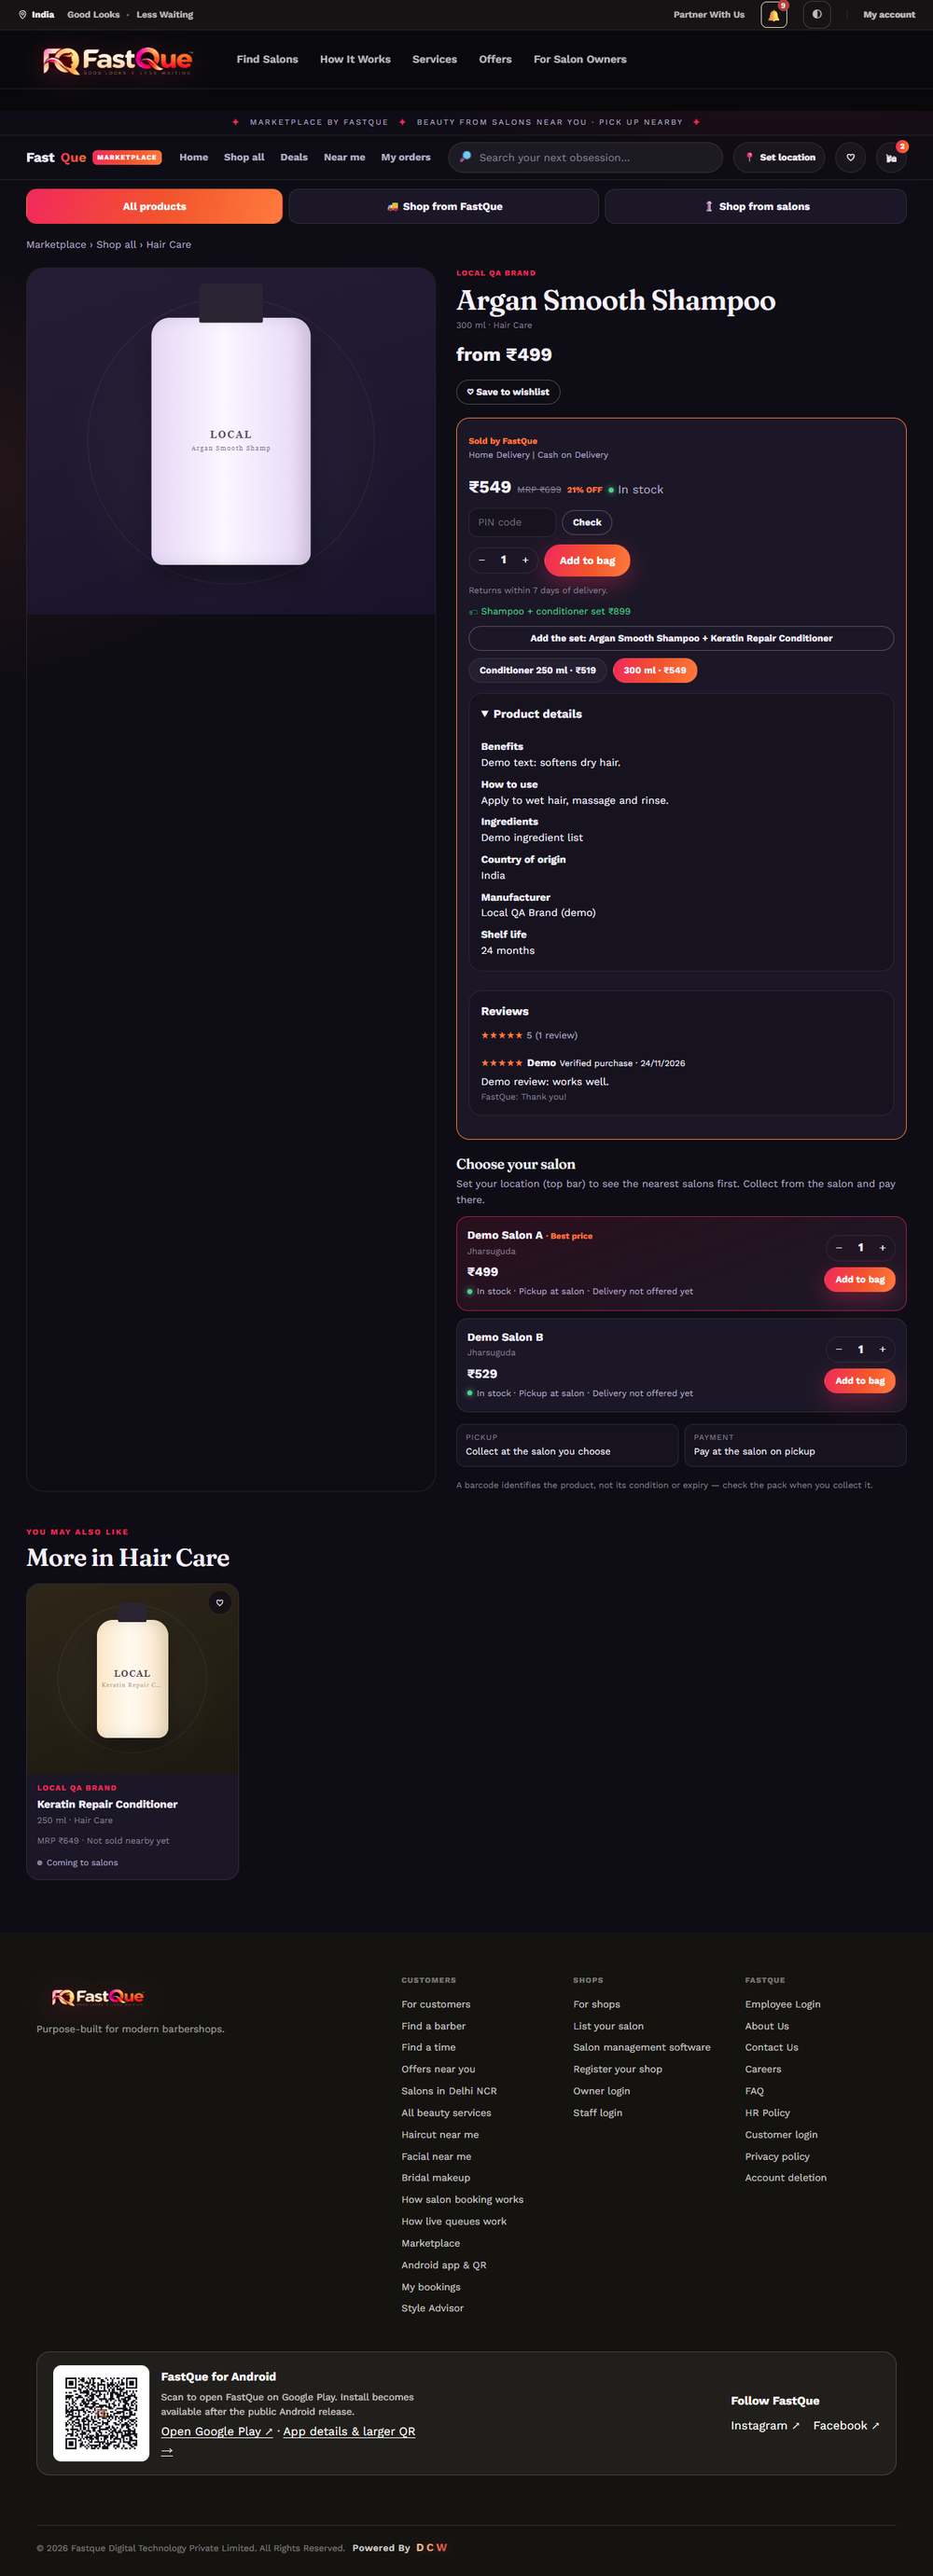 India Good Looks · Less Waiting Partner With Us 9 My account
FastQue
GOOD LOOKS • LESS WAITING
Find Salons How It Works Services Offers For Salon Owners
✦ MARKETPLACE BY FASTQUE ✦ BEAUTY FROM SALONS NEAR YOU · PICK UP NEARBY ✦
Fast Que MARKETPLACE Home Shop all Deals Near me My orders Search your next obsession... Set location 2
All products Shop from FastQue Shop from salons
Marketplace › Shop all › Hair Care
LOCAL
Argan Smooth Shamp
LOCAL QA BRAND
Argan Smooth Shampoo
300 ml · Hair Care
from ₹499
♡ Save to wishlist
Sold by FastQue
Home Delivery | Cash on Delivery
₹549 MRP ₹699 21% OFF In stock
PIN code Check
− 1 + Add to bag
Returns within 7 days of delivery.
Shampoo + conditioner set ₹899
Add the set: Argan Smooth Shampoo + Keratin Repair Conditioner
Conditioner 250 ml · ₹519 300 ml · ₹549
▼ Product details
Benefits
Demo text: softens dry hair.
How to use
Apply to wet hair, massage and rinse.
Ingredients
Demo ingredient list
Country of origin
India
Manufacturer
Local QA Brand (demo)
Shelf life
24 months
Reviews
★★★★★ 5 (1 review)
★★★★★ Demo Verified purchase · 24/11/2026
Demo review: works well.
FastQue: Thank you!
Choose your salon
Set your location (top bar) to see the nearest salons first. Collect from the salon and pay
there.
Demo Salon A · Best price
Jharsuguda
₹499
In stock · Pickup at salon · Delivery not offered yet
− 1 +
Add to bag
Demo Salon B
Jharsuguda
₹529
In stock · Pickup at salon · Delivery not offered yet
− 1 +
Add to bag
PICKUP
Collect at the salon you choose
PAYMENT
Pay at the salon on pickup
A barcode identifies the product, not its condition or expiry — check the pack when you collect it.
YOU MAY ALSO LIKE
More in Hair Care
LOCAL
Keratin Repair C...
LOCAL QA BRAND
Keratin Repair Conditioner
250 ml · Hair Care
MRP ₹649 · Not sold nearby yet
Coming to salons
FastQue
Purpose-built for modern barbershops.
CUSTOMERS
For customers
Find a barber
Find a time
Offers near you
Salons in Delhi NCR
All beauty services
Haircut near me
Facial near me
Bridal makeup
How salon booking works
How live queues work
Marketplace
Android app & QR
My bookings
Style Advisor
SHOPS
For shops
List your salon
Salon management software
Register your shop
Owner login
Staff login
FASTQUE
Employee Login
About Us
Contact Us
Careers
FAQ
HR Policy
Customer login
Privacy policy
Account deletion
FastQue for Android
Scan to open FastQue on Google Play. Install becomes
available after the public Android release.
Open Google Play ↗ · App details & larger QR
→
Follow FastQue
Instagram ↗ Facebook ↗
© 2026 Fastque Digital Technology Private Limited. All Rights Reserved. Powered By DCW